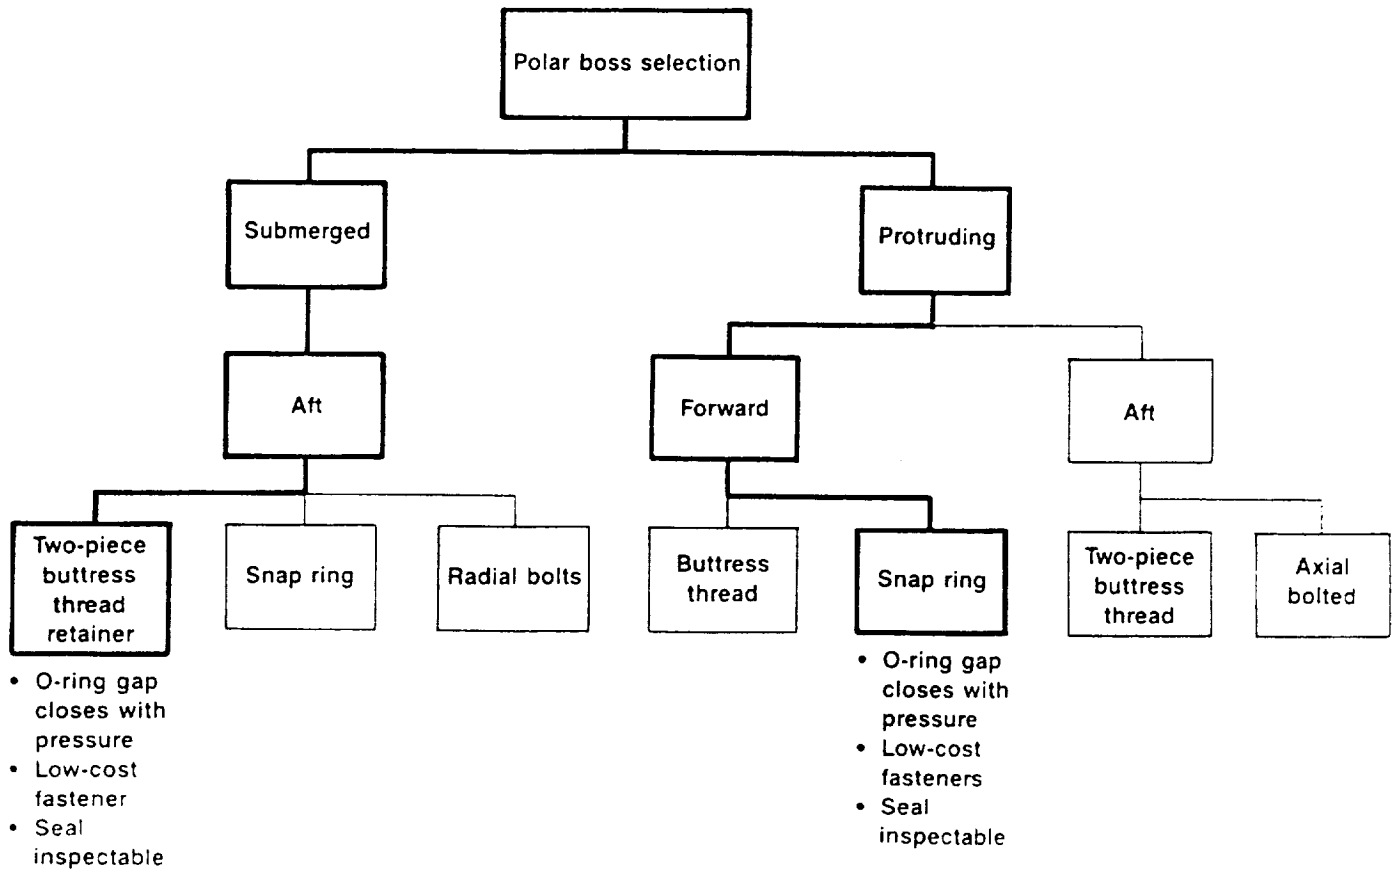 Polar boss selection
Submerged
Protruding
Aft
Forward
Aft
Two-piece
buttress
thread
retainer
Snap ring
Radial bolts
Buttress
thread
Snap ring
Two-piece
buttress
thread
Axial
bolted
• O-ring gap
closes with
pressure
• Low-cost
fastener
• Seal
inspectable
• O-ring gap
closes with
pressure
• Low-cost
fasteners
• Seal
inspectable